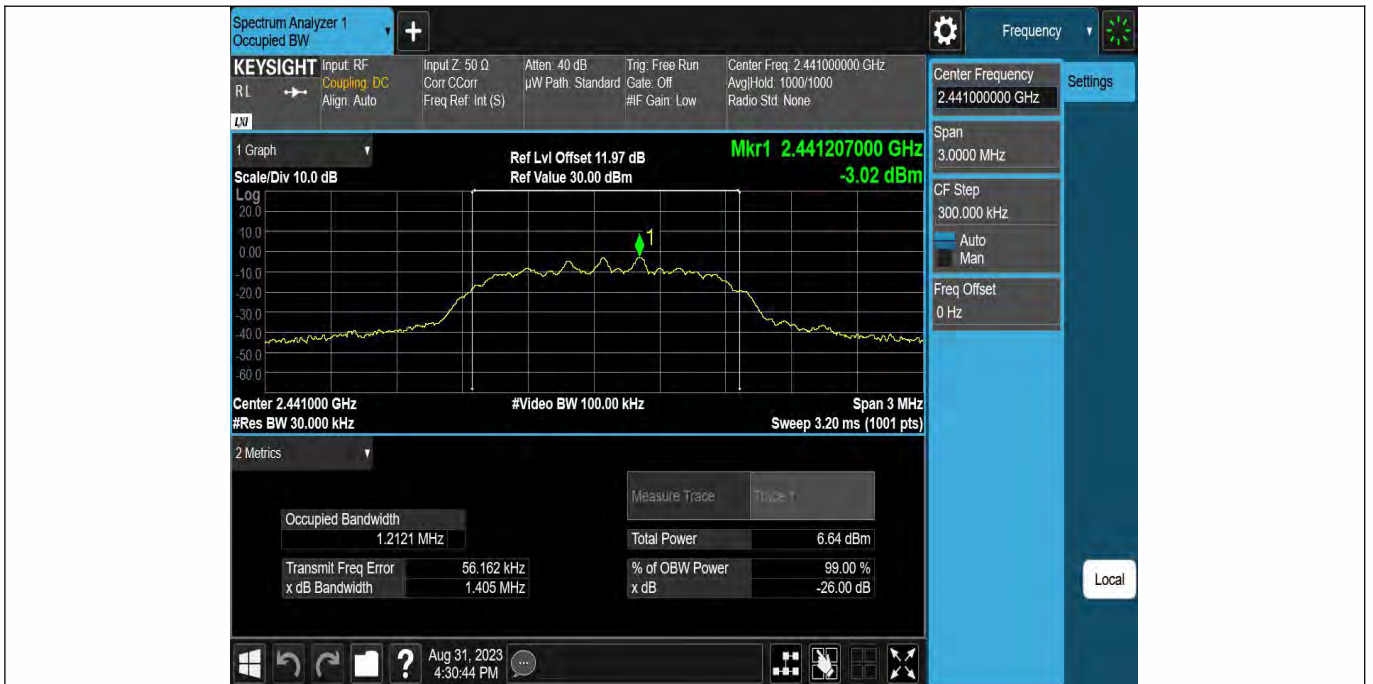 Spectrum Analyzer 1
Occupied BW
+
Frequency
KEYSIGHT
RL
LXI
Input: RF
Coupling: DC
Align: Auto
Input Z: 50 Ω
Corr CCorr
Freq Ref: Int (S)
Atten: 40 dB
µW Path: Standard
Trig: Free Run
Gate: Off
#IF Gain: Low
Center Freq: 2.441000000 GHz
Avg|Hold: 1000/1000
Radio Std: None
Center Frequency
2.441000000 GHz
Settings
Span
3.0000 MHz
CF Step
300.000 kHz
Auto
Man
Freq Offset
0 Hz
Local
1 Graph
Scale/Div 10.0 dB
Ref Lvl Offset 11.97 dB
Ref Value 30.00 dBm
Mkr1 2.441207000 GHz
-3.02 dBm
Log
20.0
10.0
0.00
-10.0
-20.0
-30.0
-40.0
-50.0
-60.0
1
Center 2.441000 GHz
#Video BW 100.00 kHz
Span 3 MHz
#Res BW 30.000 kHz
Sweep 3.20 ms (1001 pts)
2 Metrics
Measure Trace
Trace 1
Occupied Bandwidth
1.2121 MHz
Total Power
6.64 dBm
Transmit Freq Error
56.162 kHz
% of OBW Power
99.00 %
x dB Bandwidth
1.405 MHz
x dB
-26.00 dB
?
Aug 31, 2023
4:30:44 PM